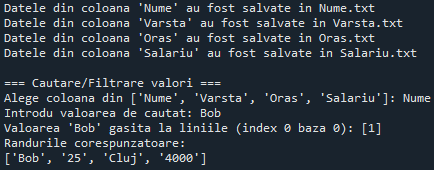 Datele din coloana 'Nume' au fost salvate in Nume.txt
Datele din coloana 'Varsta' au fost salvate in Varsta.txt
Datele din coloana 'Oras' au fost salvate in Oras.txt
Datele din coloana 'Salariu' au fost salvate in Salariu.txt
=== Cautare/Filtrare valori ===
Alege coloana din ['Nume', 'Varsta', 'Oras', 'Salariu']: Nume
Introdu valoarea de cautat: Bob
Valoarea 'Bob' gasita la liniile (index 0 baza 0): [1]
Randurile corespunzatoare:
['Bob', '25', 'Cluj', '4000']